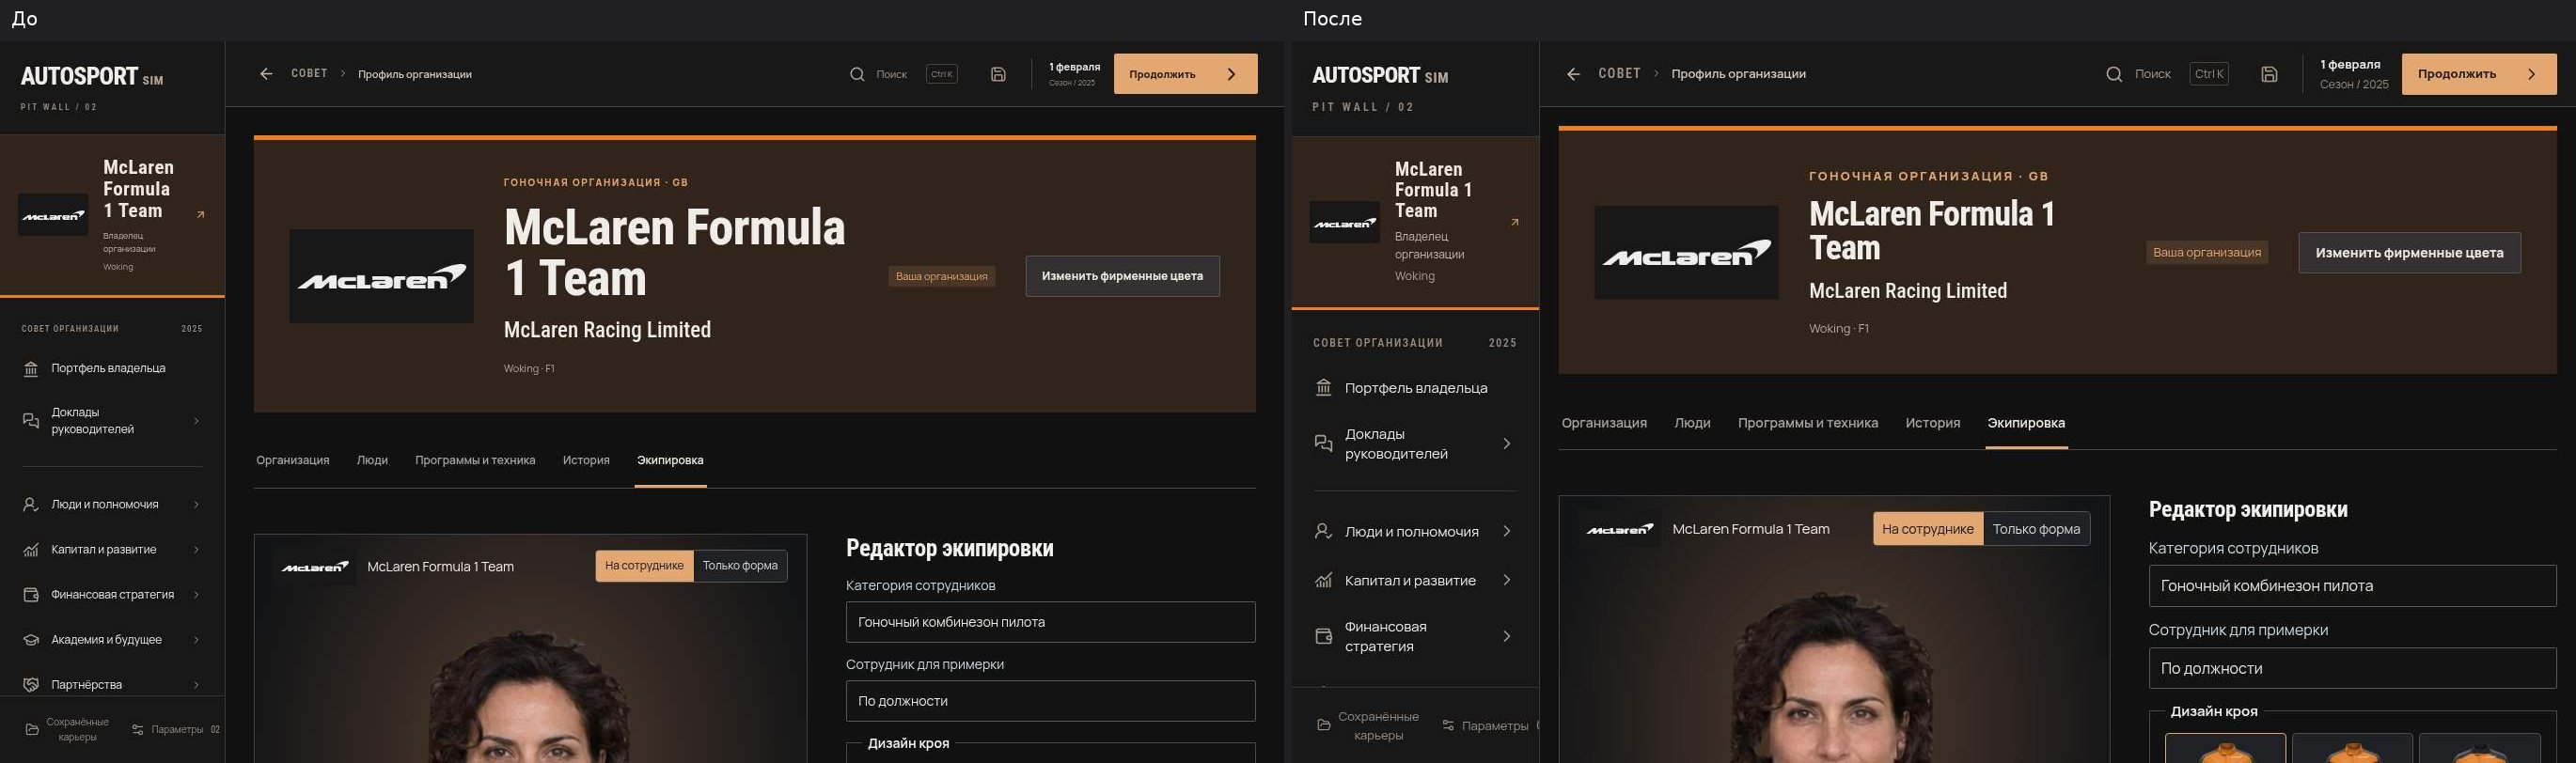 До
AUTOSPORT SIM
PIT WALL / 02
McLaren
Formula
1 Team
Владелец
организации
Woking
McLaren
СОВЕТ ОРГАНИЗАЦИИ 2025
Портфель владельца
Доклады
руководителей
Люди и полномочия
Капитал и развитие
Финансовая стратегия
Академия и будущее
Партнёрства
Сохранённые
карьеры
Параметры 02
СОВЕТ Профиль организации
Поиск Ctrl K
1 февраля
Сезон / 2025
Продолжить
McLaren
ГОНОЧНАЯ ОРГАНИЗАЦИЯ · GB
McLaren Formula
1 Team
McLaren Racing Limited
Woking · F1
Ваша организация
Изменить фирменные цвета
Организация Люди Программы и техника История Экипировка
McLaren McLaren Formula 1 Team
На сотруднике Только форма
Редактор экипировки
Категория сотрудников
Гоночный комбинезон пилота
Сотрудник для примерки
По должности
Дизайн кроя
После
AUTOSPORT SIM
PIT WALL / 02
McLaren
Formula 1
Team
Владелец
организации
Woking
McLaren
СОВЕТ ОРГАНИЗАЦИИ 2025
Портфель владельца
Доклады
руководителей
Люди и полномочия
Капитал и развитие
Финансовая
стратегия
Сохранённые
карьеры
Параметры
СОВЕТ Профиль организации
Поиск Ctrl K
1 февраля
Сезон / 2025
Продолжить
McLaren
ГОНОЧНАЯ ОРГАНИЗАЦИЯ · GB
McLaren Formula 1
Team
McLaren Racing Limited
Woking · F1
Ваша организация
Изменить фирменные цвета
Организация Люди Программы и техника История Экипировка
McLaren McLaren Formula 1 Team
На сотруднике Только форма
Редактор экипировки
Категория сотрудников
Гоночный комбинезон пилота
Сотрудник для примерки
По должности
Дизайн кроя